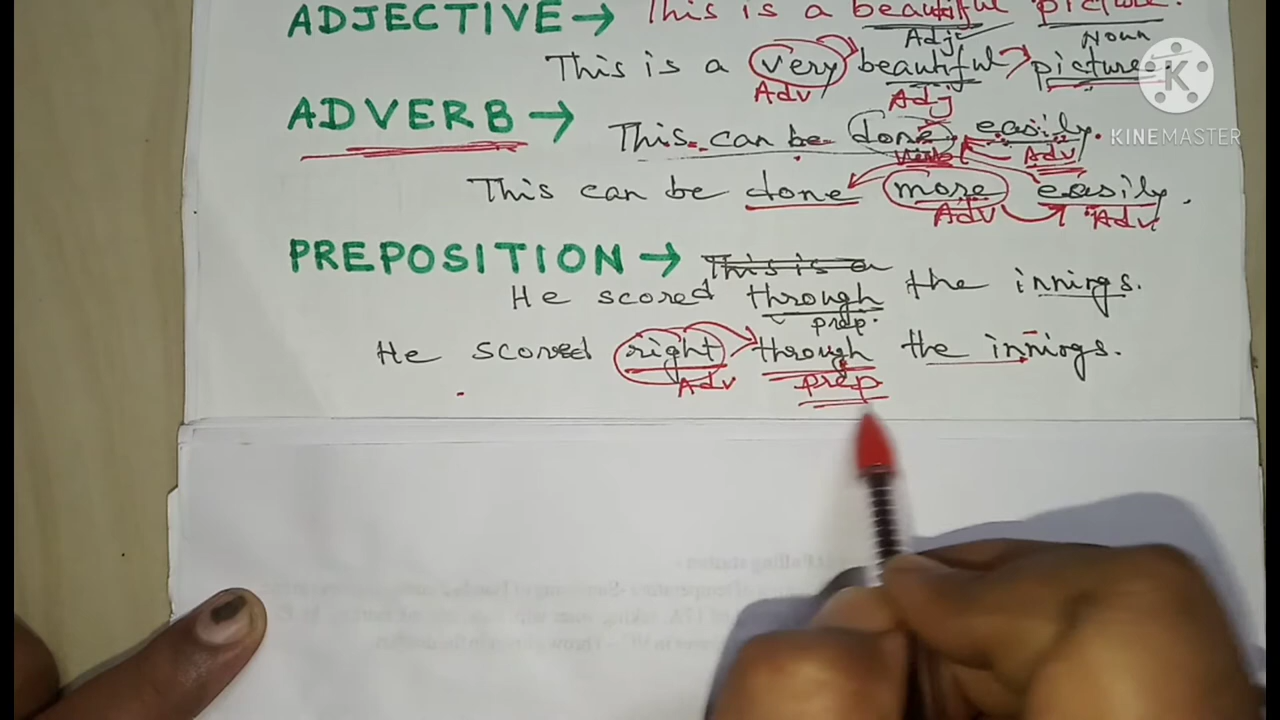 ADJECTIVE → This is a beautiful picture.
Adj Noun
This is a very beautiful picture.
Adv Adj
ADVERB → This can be done easily.
Verb Adv
This can be done more easily.
Adv Adv
PREPOSITION → This is a
He scored through the innings.
prep.
He scored right through the innings.
Adv prep
K
KINEMASTER